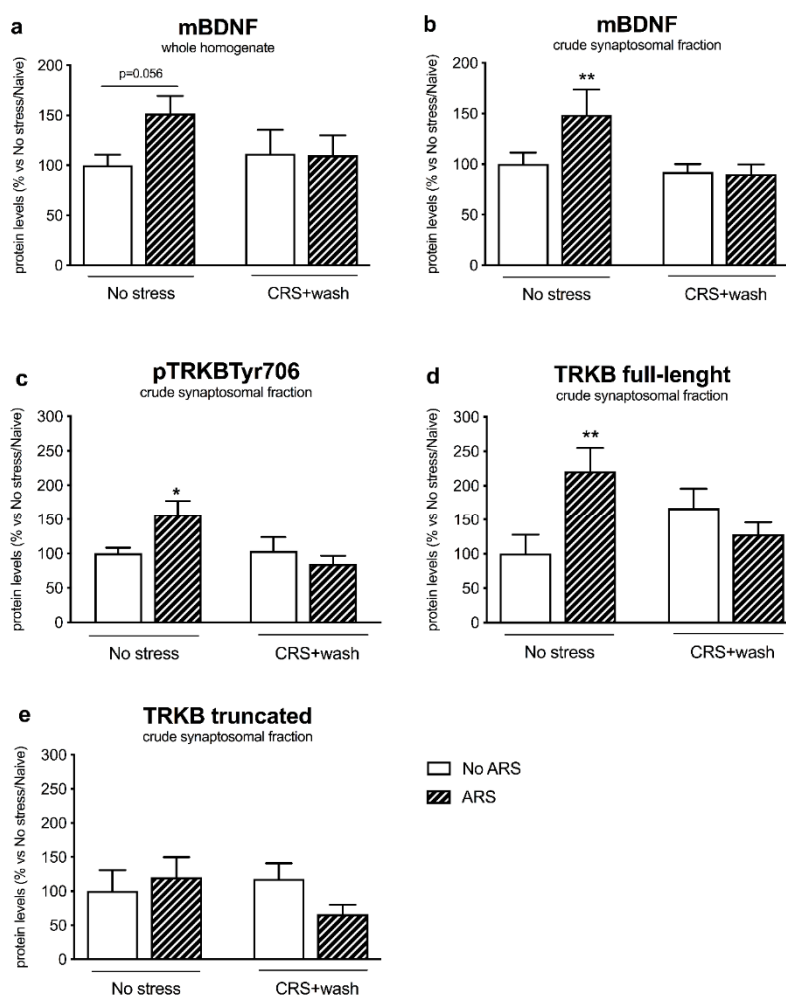 a
mBDNF
whole homogenate
protein levels (% vs No stress/Naive)
200
150
100
50
0
p=0.056
No stress
CRS+wash
b
mBDNF
crude synaptosomal fraction
protein levels (% vs No stress/Naive)
200
150
100
50
0
**
No stress
CRS+wash
c
pTRKBTyr706
crude synaptosomal fraction
protein levels (% vs No stress/Naive)
300
250
200
150
100
50
0
*
No stress
CRS+wash
d
TRKB full-lenght
crude synaptosomal fraction
protein levels (% vs No stress/Naive)
300
250
200
150
100
50
0
**
No stress
CRS+wash
e
TRKB truncated
crude synaptosomal fraction
protein levels (% vs No stress/Naive)
300
250
200
150
100
50
0
No stress
CRS+wash
No ARS
ARS